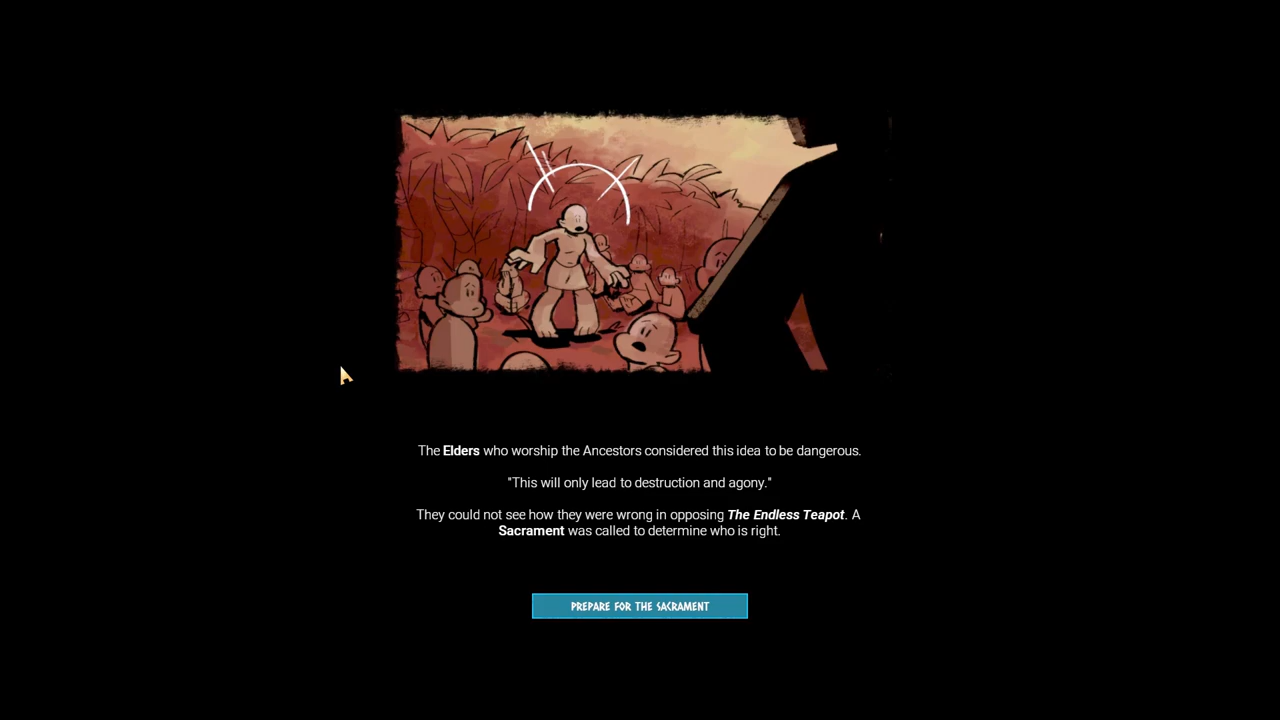 The Elders who worship the Ancestors considered this idea to be dangerous.
"This will only lead to destruction and agony."
They could not see how they were wrong in opposing The Endless Teapot. A
Sacrament was called to determine who is right.
PREPARE FOR THE SACRAMENT